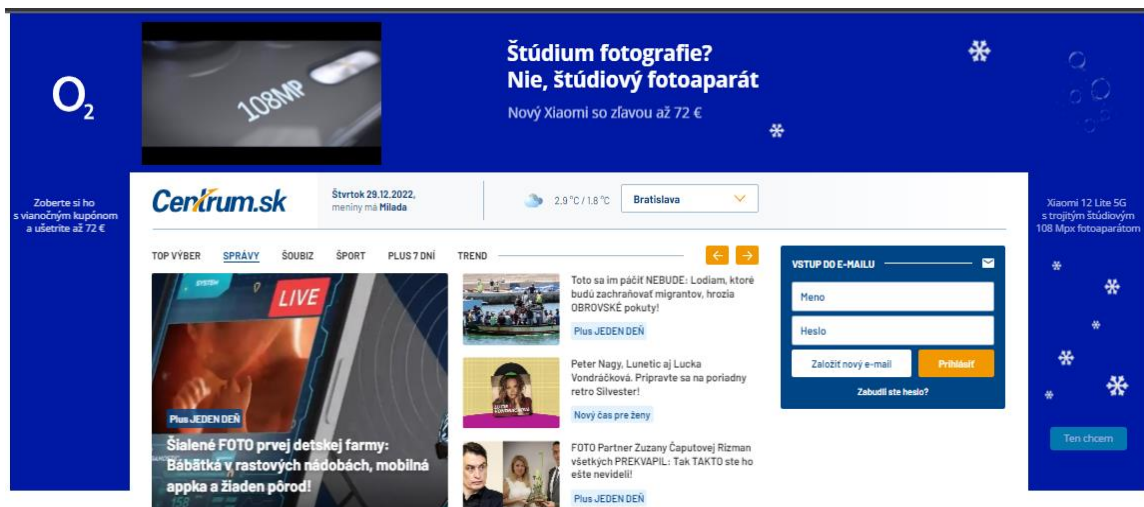 O2
108MP
Štúdium fotografie?
Nie, štúdiový fotoaparát
Nový Xiaomi so zľavou až 72 €
Zoberte si ho
s vianočným kupónom
a ušetrite až 72 €
Xiaomi 12 Lite 5G
s trojitým štúdiovým
108 Mpx fotoaparátom
Ten chcem
Centrum.sk
Štvrtok 29.12.2022,
meniny má Milada
2.9 °C / 1.8 °C
Bratislava
TOP VÝBER SPRÁVY ŠOUBIZ ŠPORT PLUS 7 DNÍ TREND
SYSTEM
LIVE
Plus JEDEN DEŇ
Šialené FOTO prvej detskej farmy:
Bábätká v rastových nádobách, mobilná
appka a žiaden pôrod!
158
Toto sa im páčiť NEBUDE: Lodiam, ktoré
budú zachraňovať migrantov, hrozia
OBROVSKÉ pokuty!
Plus JEDEN DEŇ
Peter Nagy, Lunetic aj Lucka
Vondráčková. Pripravte sa na poriadny
retro Silvester!
Nový čas pre ženy
FOTO Partner Zuzany Čaputovej Rizman
všetkých PREKVAPIL: Tak TAKTO ste ho
ešte nevideli!
Plus JEDEN DEŇ
VSTUP DO E-MAILU
Meno
Heslo
Založiť nový e-mail
Prihlásiť
Zabudli ste heslo?